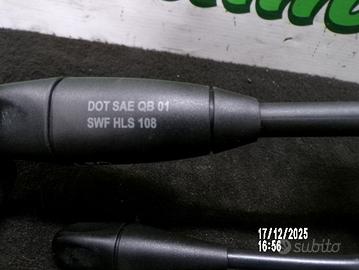 DOT SAE QB 01
SWF HLS 108
17/12/2025
16:56
subito